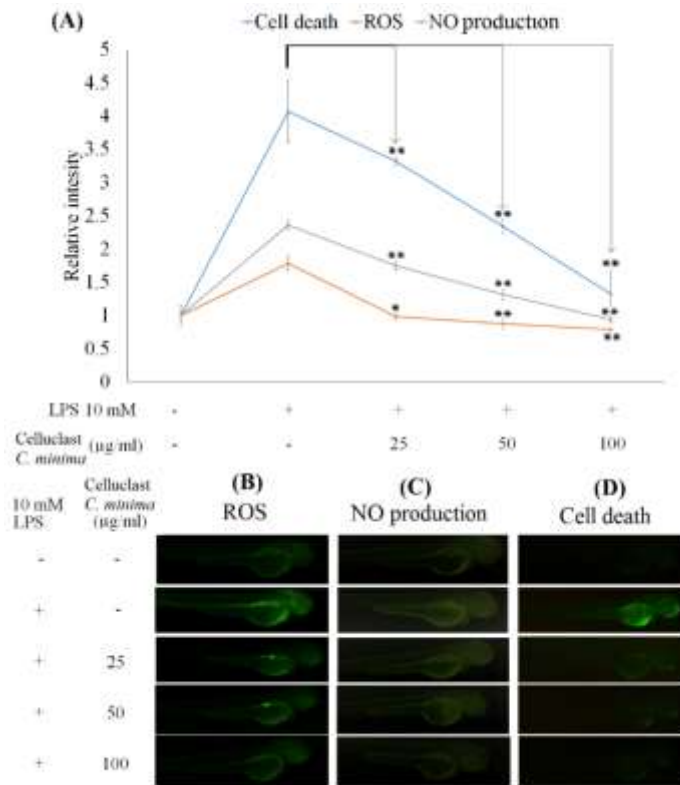 (A)
Cell death ROS NO production
5
4.5
4
3.5
3
2.5
2
1.5
1
0.5
0
Relative intesity
** ** **
** ** **
* ** **
LPS 10 mM - + + + +
Celluclast (µg/ml) - - 25 50 100
C. minima
10 mM LPS
Celluclast C. minima (µg/ml)
(B) (C) (D)
ROS NO production Cell death
- -
+ -
+ 25
+ 50
+ 100